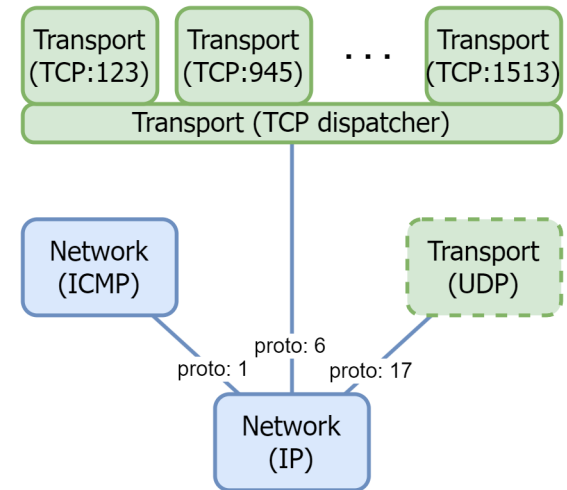 Transport
(TCP:123)
Transport
(TCP:945)
. . .
Transport
(TCP:1513)
Transport (TCP dispatcher)
Network
(ICMP)
Transport
(UDP)
proto: 6
proto: 1
proto: 17
Network
(IP)